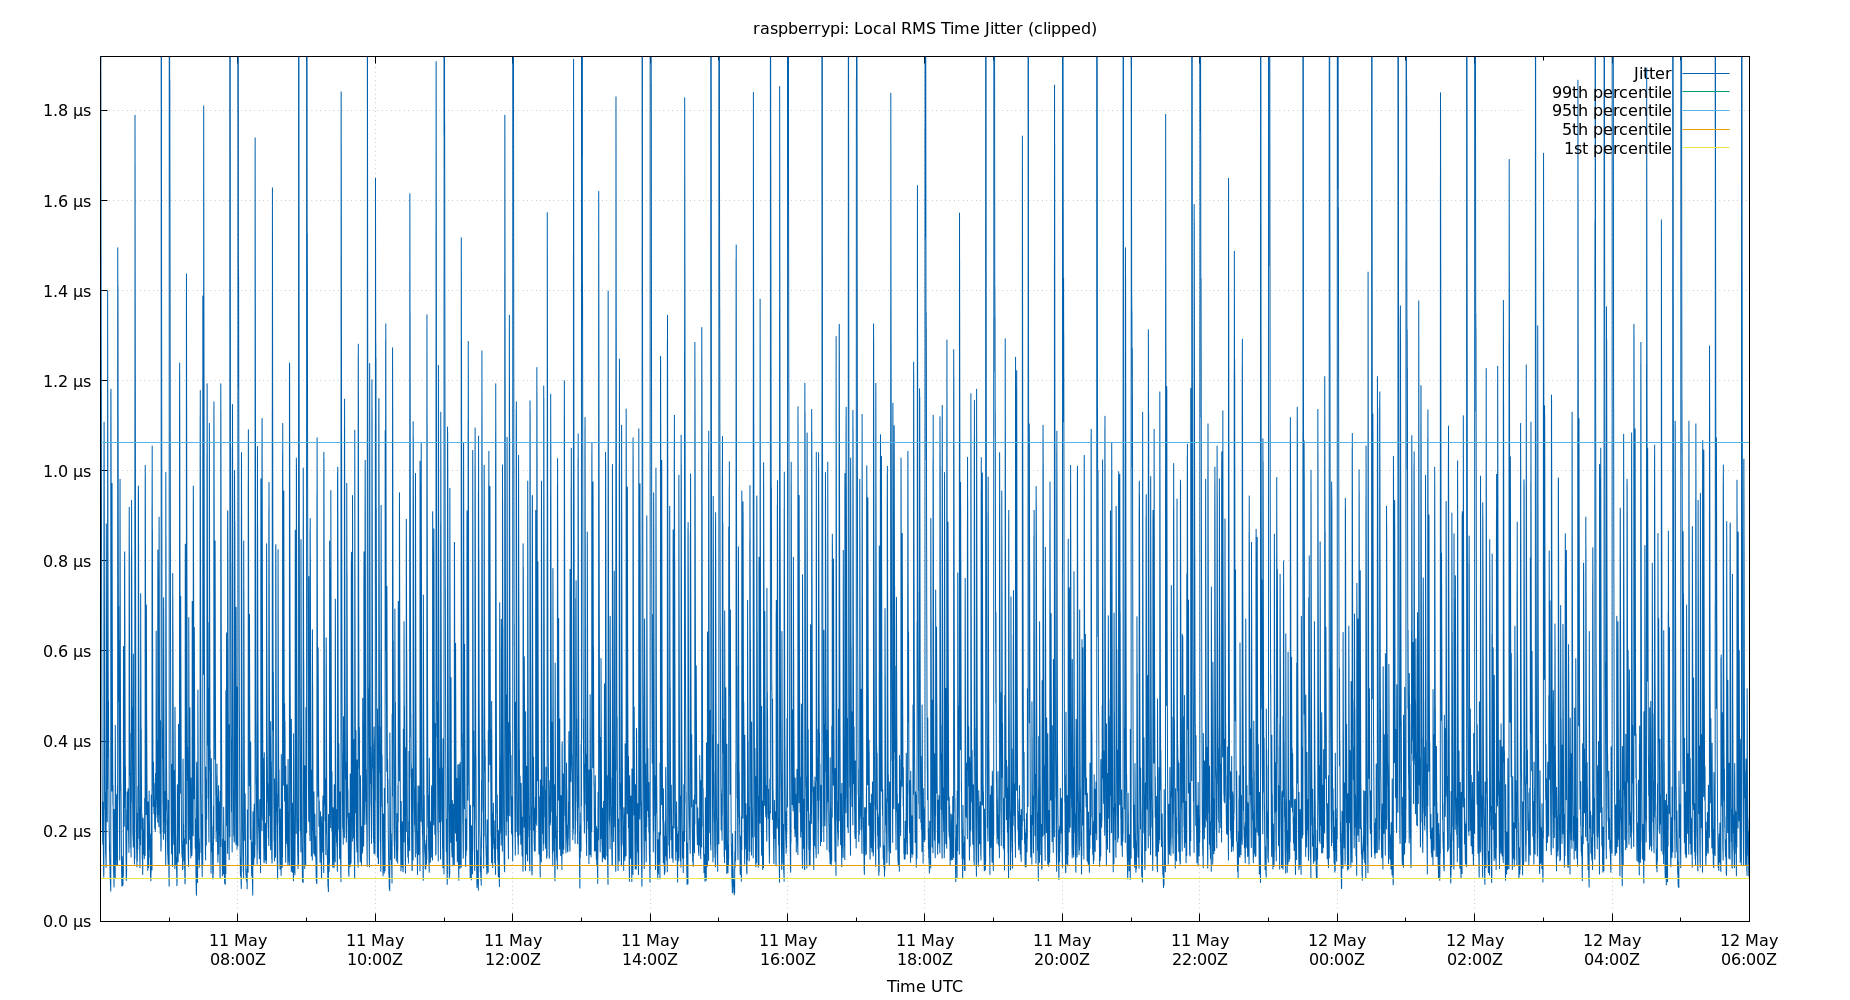 raspberrypi: Local RMS Time Jitter (clipped)
Jitter
99th percentile
95th percentile
5th percentile
1st percentile
1.8 µs
1.6 µs
1.4 µs
1.2 µs
1.0 µs
0.8 µs
0.6 µs
0.4 µs
0.2 µs
0.0 µs
11 May 11 May 11 May 11 May 11 May 11 May 11 May 11 May 12 May 12 May 12 May 12 May
08:00Z 10:00Z 12:00Z 14:00Z 16:00Z 18:00Z 20:00Z 22:00Z 00:00Z 02:00Z 04:00Z 06:00Z
Time UTC